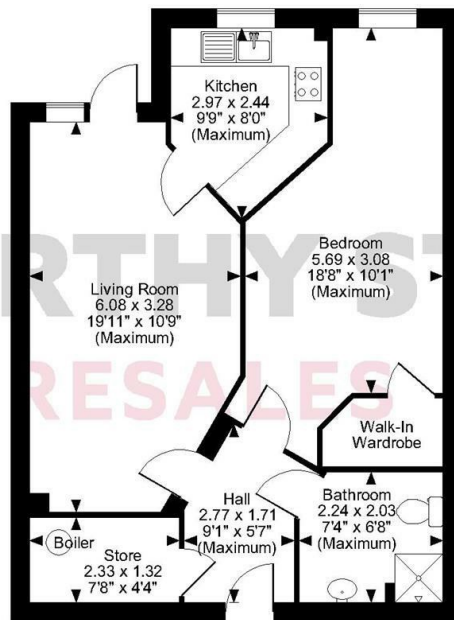 Kitchen
2.97 x 2.44
9'9" x 8'0"
(Maximum)
Bedroom
5.69 x 3.08
18'8" x 10'1"
(Maximum)
Living Room
6.08 x 3.28
19'11" x 10'9"
(Maximum)
RTHY S
RESALES
Walk-In
Wardrobe
Hall
2.77 x 1.71
9'1" x 5'7"
(Maximum)
Bathroom
2.24 x 2.03
7'4" x 6'8"
(Maximum)
Boiler
Store
2.33 x 1.32
7'8" x 4'4"